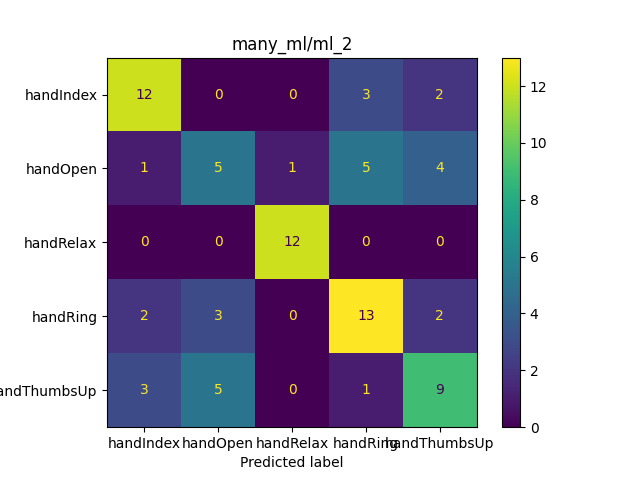 many_ml/ml_2
handIndex 12 0 0 3 2 12
handOpen 1 5 1 5 4 10
handRelax 0 0 12 0 0 8
handRing 2 3 0 13 2 6
andThumbsUp 3 5 0 1 9 4
2
0
handIndex handOpen handRelax handRing handThumbsUp
Predicted label